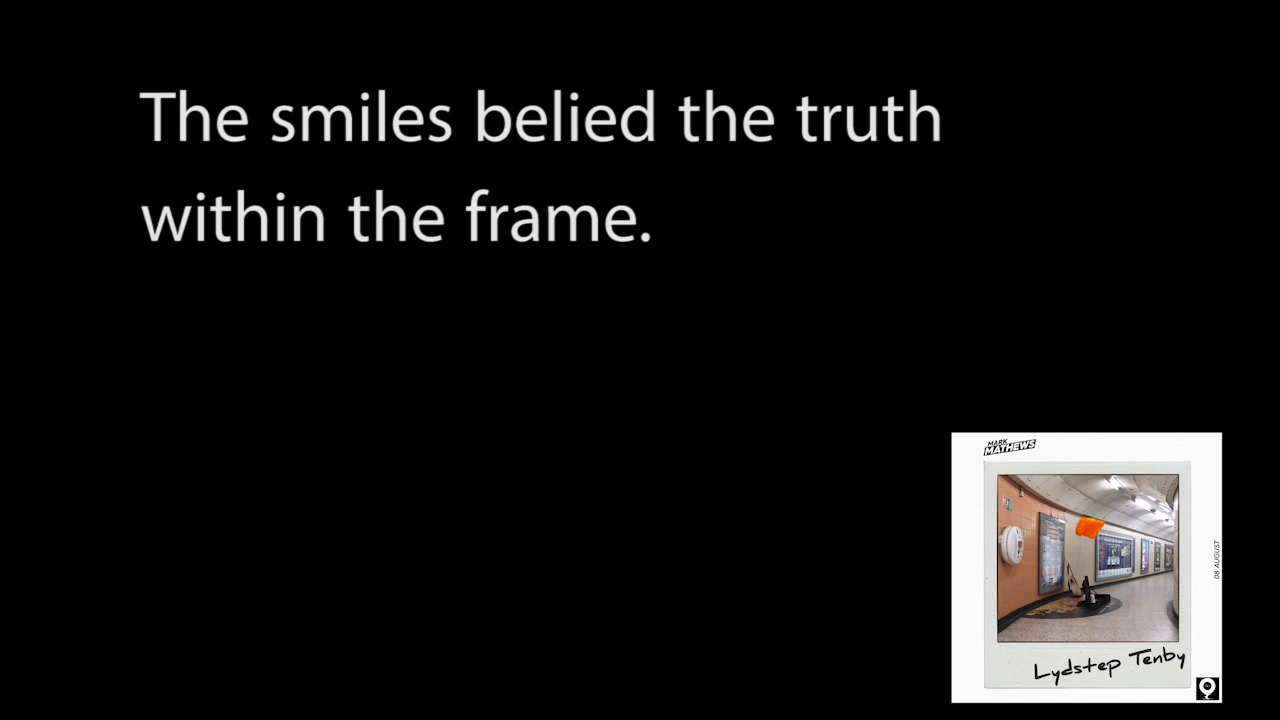 The smiles belied the truth
within the frame.
MARK
MATHEWS
08 AUGUST
Lydstep Tenby